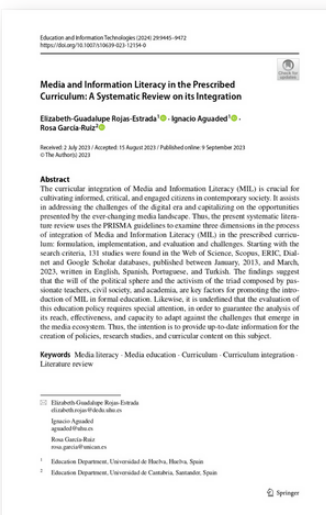 Education and Information Technologies (2024) 29:9445–9472
https://doi.org/10.1007/s10639-023-12154-0
Check for updates
Media and Information Literacy in the Prescribed
Curriculum: A Systematic Review on its Integration
Elizabeth-Guadalupe Rojas-Estrada1 · Ignacio Aguaded1 ·
Rosa García-Ruiz2
Received: 2 July 2023 / Accepted: 15 August 2023 / Published online: 9 September 2023
© The Author(s) 2023
Abstract
The curricular integration of Media and Information Literacy (MIL) is crucial for
cultivating informed, critical, and engaged citizens in contemporary society. It assists
in addressing the challenges of the digital era and capitalizing on the opportunities
presented by the ever-changing media landscape. Thus, the present systematic litera-
ture review uses the PRISMA guidelines to examine three dimensions in the process
of integration of Media and Information Literacy (MIL) in the prescribed curricu-
lum: formulation, implementation, and evaluation and challenges. Starting with the
search criteria, 131 studies were found in the Web of Science, Scopus, ERIC, Dial-
net and Google Scholar databases, published between January, 2013, and March,
2023, written in English, Spanish, Portuguese, and Turkish. The findings suggest
that the will of the political sphere and the activism of the triad composed by pas-
sionate teachers, civil society, and academia, are key factors for promoting the intro-
duction of MIL in formal education. Likewise, it is underlined that the evaluation of
this education policy requires special attention, in order to guarantee the analysis of
its reach, effectiveness, and capacity to adapt against the challenges that emerge in
the media ecosystem. Thus, the intention is to provide up-to-date information for the
creation of policies, research studies, and curricular content on this subject.
Keywords Media literacy · Media education · Curriculum · Curriculum integration ·
Literature review
Elizabeth-Guadalupe Rojas-Estrada
elizabeth.rojas@dedu.uhu.es
Ignacio Aguaded
aguaded@uhu.es
Rosa García-Ruiz
rosa.garcia@unican.es
1 Education Department, Universidad de Huelva, Huelva, Spain
2 Education Department, Universidad de Cantabria, Santander, Spain
Springer